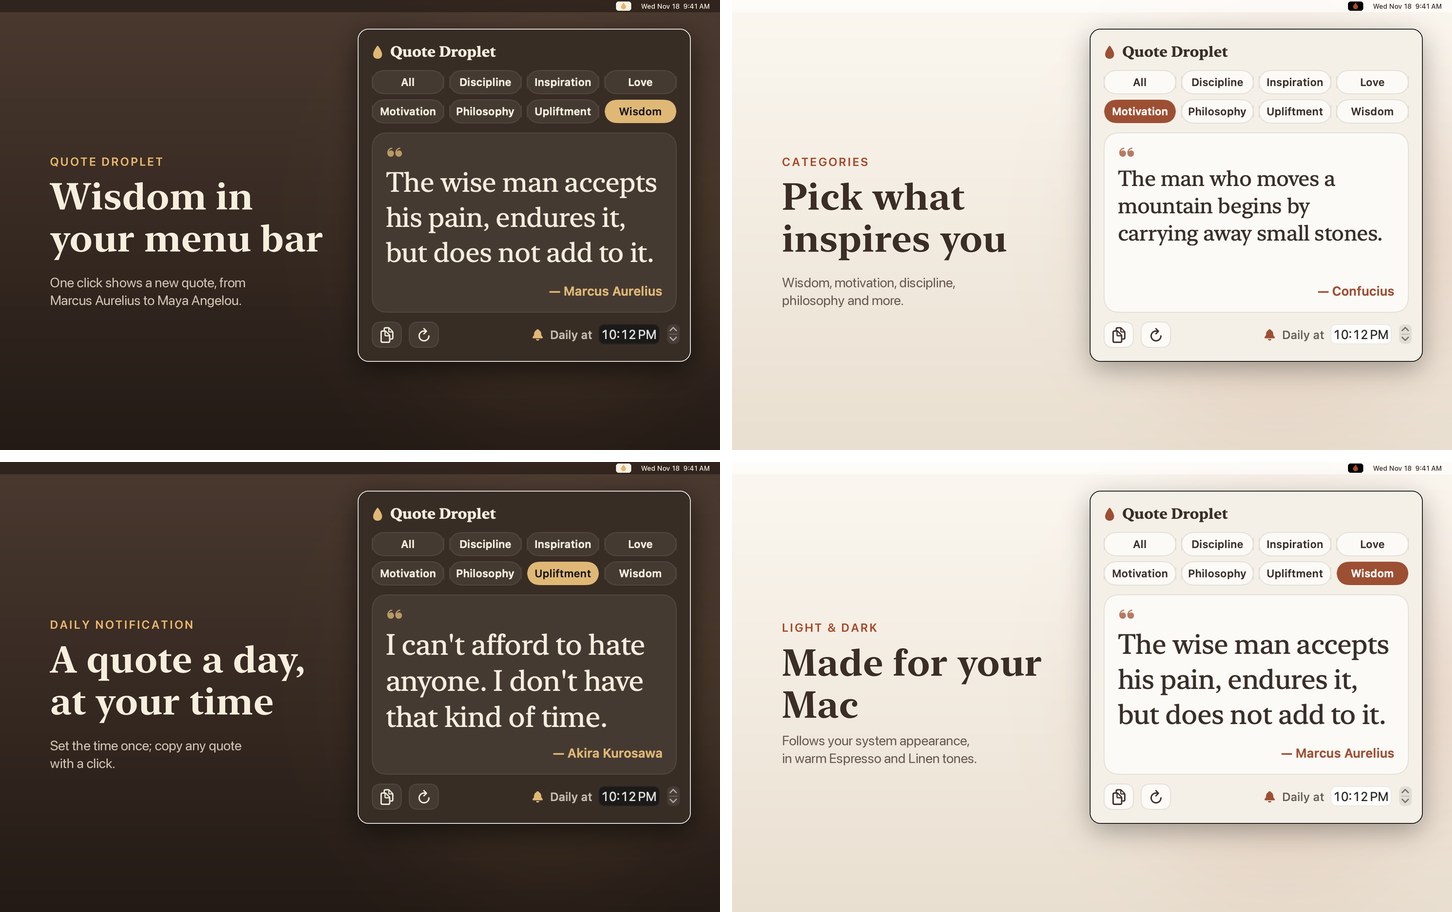 Wed Nov 18 9:41 AM
QUOTE DROPLET
Wisdom in
your menu bar
One click shows a new quote, from
Marcus Aurelius to Maya Angelou.
Quote Droplet
All Discipline Inspiration Love
Motivation Philosophy Upliftment Wisdom
“
The wise man accepts
his pain, endures it,
but does not add to it.
— Marcus Aurelius
Daily at 10:12 PM
Wed Nov 18 9:41 AM
CATEGORIES
Pick what
inspires you
Wisdom, motivation, discipline,
philosophy and more.
Quote Droplet
All Discipline Inspiration Love
Motivation Philosophy Upliftment Wisdom
“
The man who moves a
mountain begins by
carrying away small stones.
— Confucius
Daily at 10:12 PM
Wed Nov 18 9:41 AM
DAILY NOTIFICATION
A quote a day,
at your time
Set the time once; copy any quote
with a click.
Quote Droplet
All Discipline Inspiration Love
Motivation Philosophy Upliftment Wisdom
“
I can't afford to hate
anyone. I don't have
that kind of time.
— Akira Kurosawa
Daily at 10:12 PM
Wed Nov 18 9:41 AM
LIGHT & DARK
Made for your
Mac
Follows your system appearance,
in warm Espresso and Linen tones.
Quote Droplet
All Discipline Inspiration Love
Motivation Philosophy Upliftment Wisdom
“
The wise man accepts
his pain, endures it,
but does not add to it.
— Marcus Aurelius
Daily at 10:12 PM